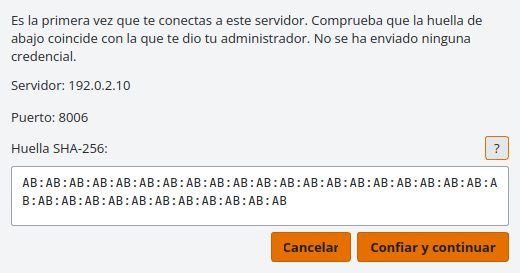 Es la primera vez que te conectas a este servidor. Comprueba que la huella de
abajo coincide con la que te dio tu administrador. No se ha enviado ninguna
credencial.
Servidor: 192.0.2.10
Puerto: 8006
Huella SHA-256:
?
AB:AB:AB:AB:AB:AB:AB:AB:AB:AB:AB:AB:AB:AB:AB:AB:AB:AB:AB:AB:A
B:AB:AB:AB:AB:AB:AB:AB:AB:AB:AB:AB
Cancelar
Confiar y continuar